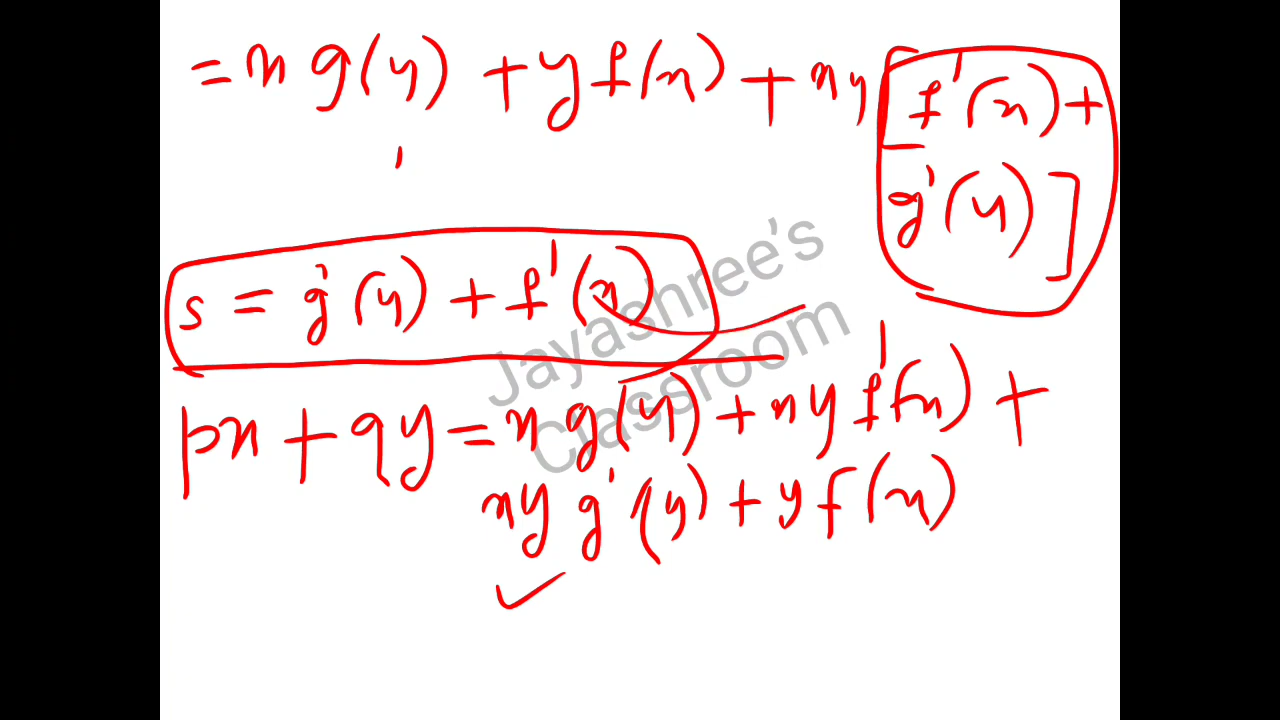 = x g(y) + y f(x) + xy [f'(x) +
g'(y)]
s = g'(y) + f'(x)
px + qy = x g(y) + xy f'(x) +
xy g'(y) + y f(x)
Jayashree's
Classroom